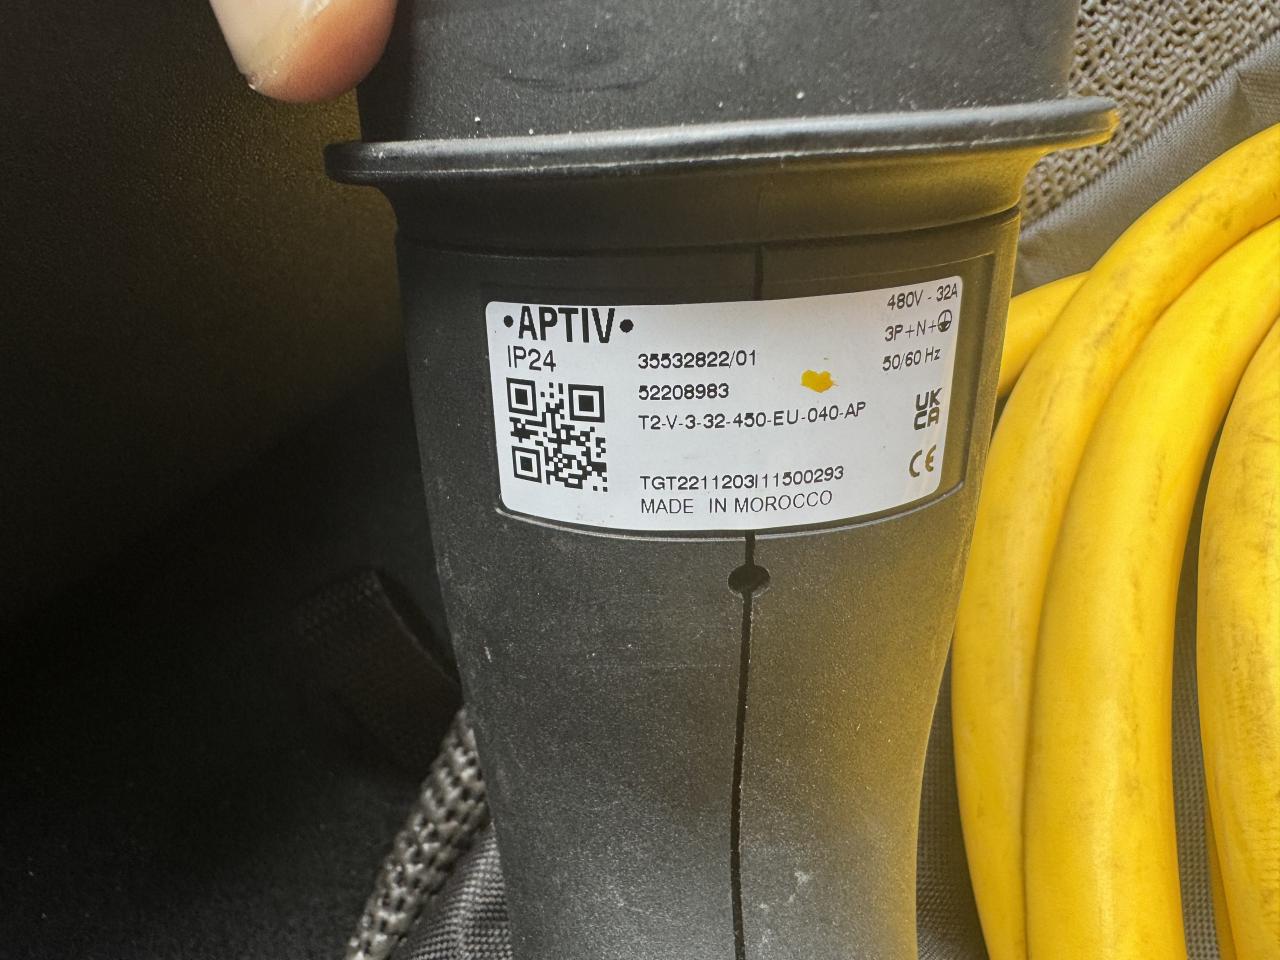 •APTIV•
IP24
35532822/01
52208983
T2-V-3-32-450-EU-040-AP
TGT2211203I11500293
MADE IN MOROCCO
480V - 32A
3P+N+
50/60 Hz
UK
CA
CE